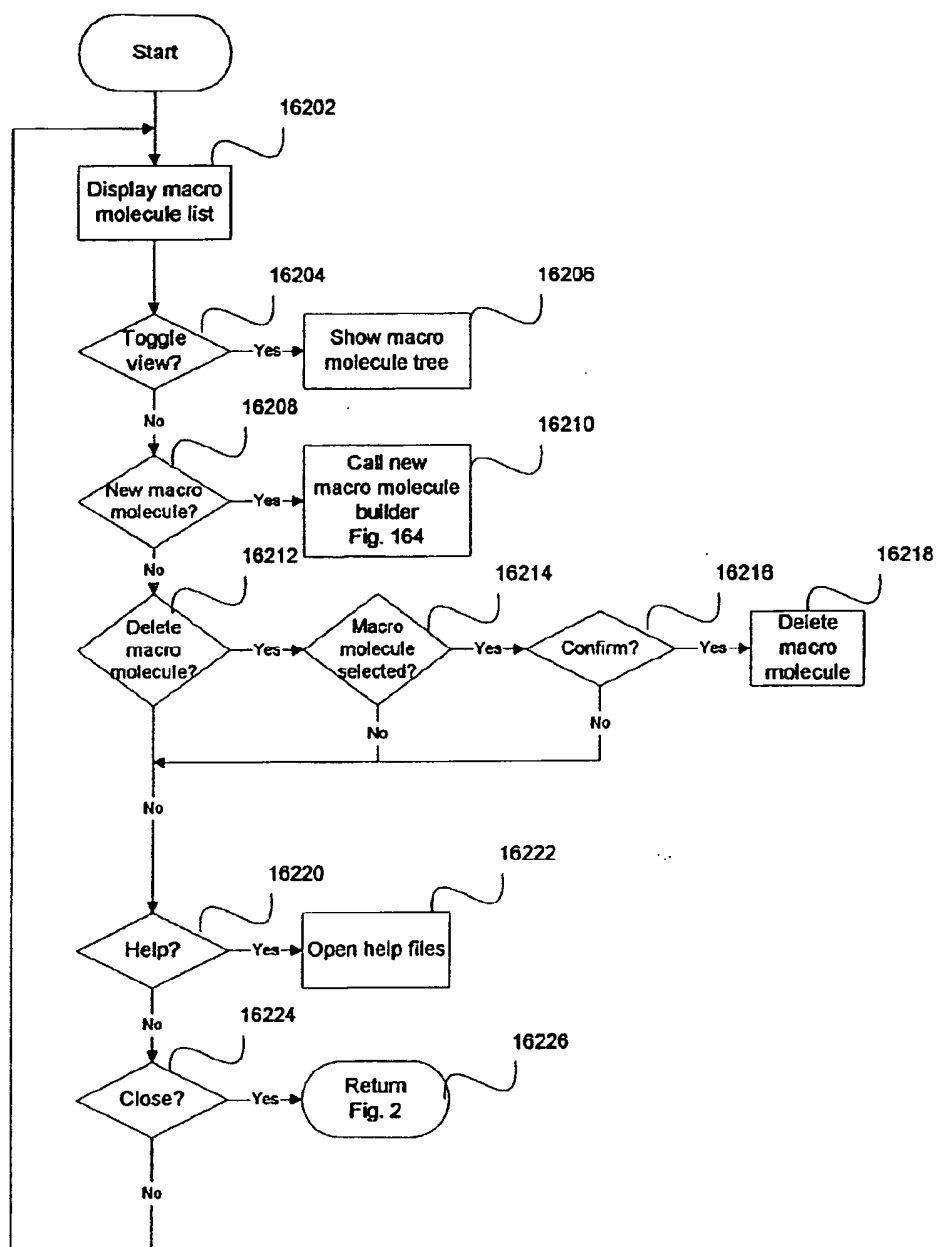 Start
16202
Display macro
molecule list
16204
16206
Toggle
view?
Yes
Show macro
molecule tree
No
16208
16210
New macro
molecule?
Yes
Call new
macro molecule
builder
Fig. 164
No
16212
16214
16216
16218
Delete
macro
molecule?
Yes
Macro
molecule
selected?
Yes
Confirm?
Yes
Delete
macro
molecule
No
No
No
16220
16222
Help?
Yes
Open help files
No
16224
16226
Close?
Yes
Return
Fig. 2
No